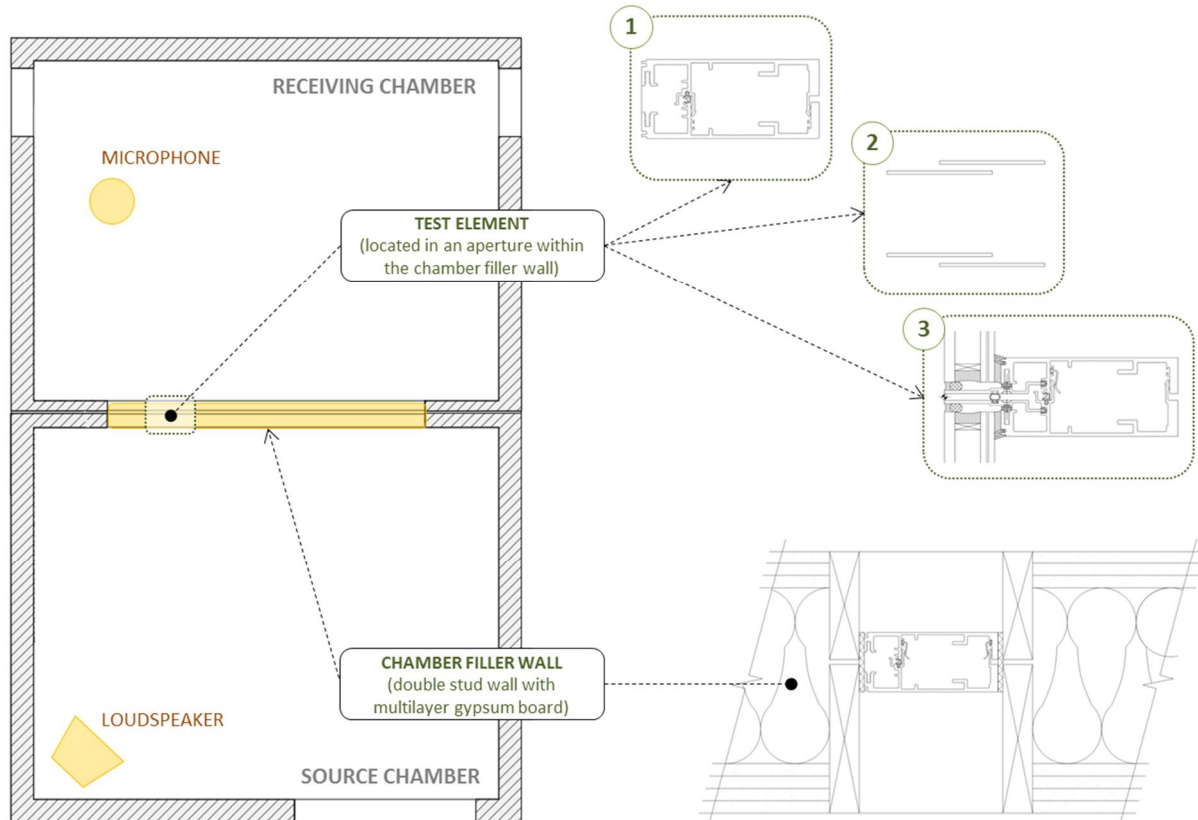 1
RECEIVING CHAMBER
2
MICROPHONE
TEST ELEMENT
(located in an aperture within
the chamber filler wall)
3
CHAMBER FILLER WALL
(double stud wall with
multilayer gypsum board)
LOUDSPEAKER
SOURCE CHAMBER